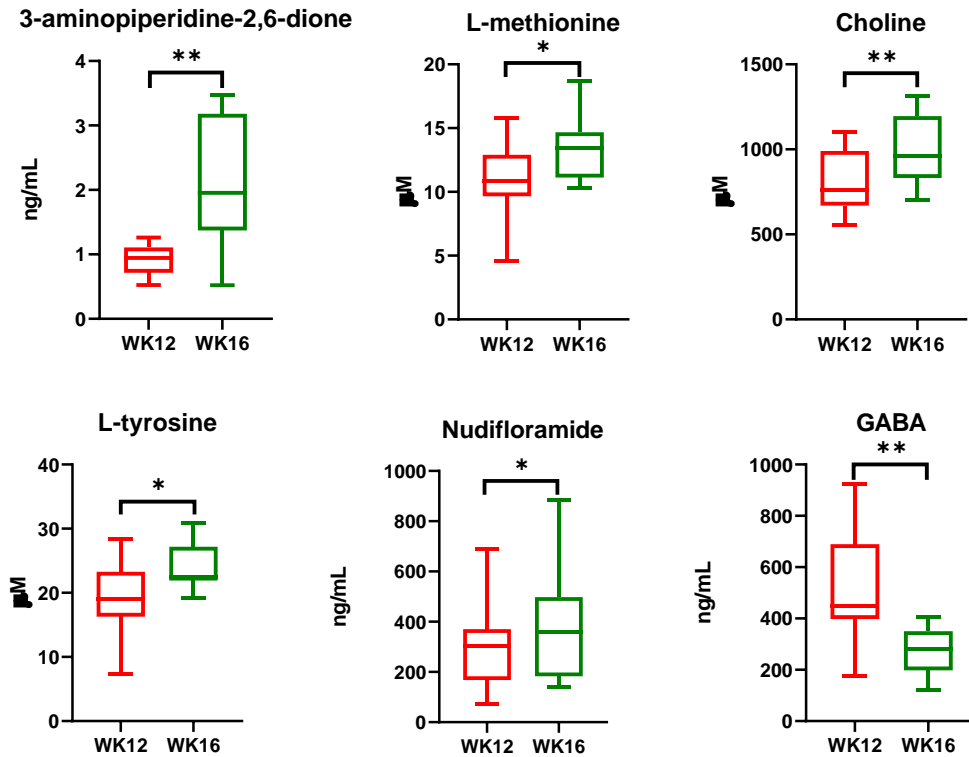 3-aminopiperidine-2,6-dione
ng/mL
4
3
2
1
0
**
WK12 WK16
L-methionine
20
15
10
5
0
*
WK12 WK16
Choline
1500
1000
500
0
**
WK12 WK16
L-tyrosine
40
30
20
10
0
*
WK12 WK16
Nudifloramide
ng/mL
1000
800
600
400
200
0
*
WK12 WK16
GABA
ng/mL
1000
800
600
400
200
0
**
WK12 WK16